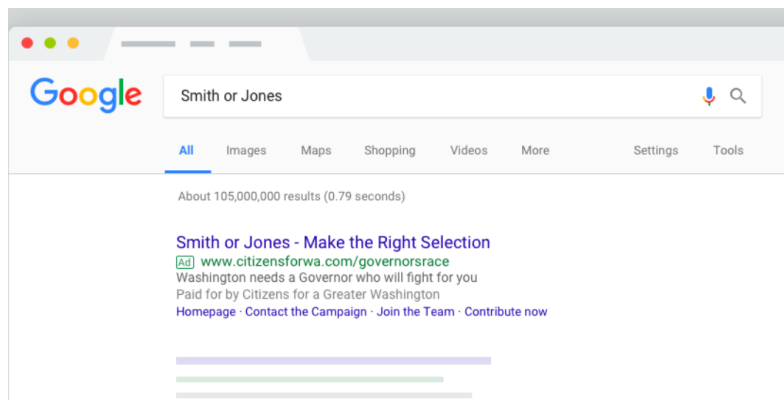 Google
Smith or Jones
All Images Maps Shopping Videos More Settings Tools
About 105,000,000 results (0.79 seconds)
Smith or Jones - Make the Right Selection
Ad www.citizensforwa.com/governorsrace
Washington needs a Governor who will fight for you
Paid for by Citizens for a Greater Washington
Homepage · Contact the Campaign · Join the Team · Contribute now